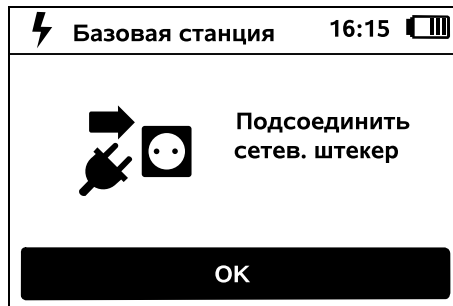 Базовая станция 16:15
Подсоединить
сетев. штекер
OK